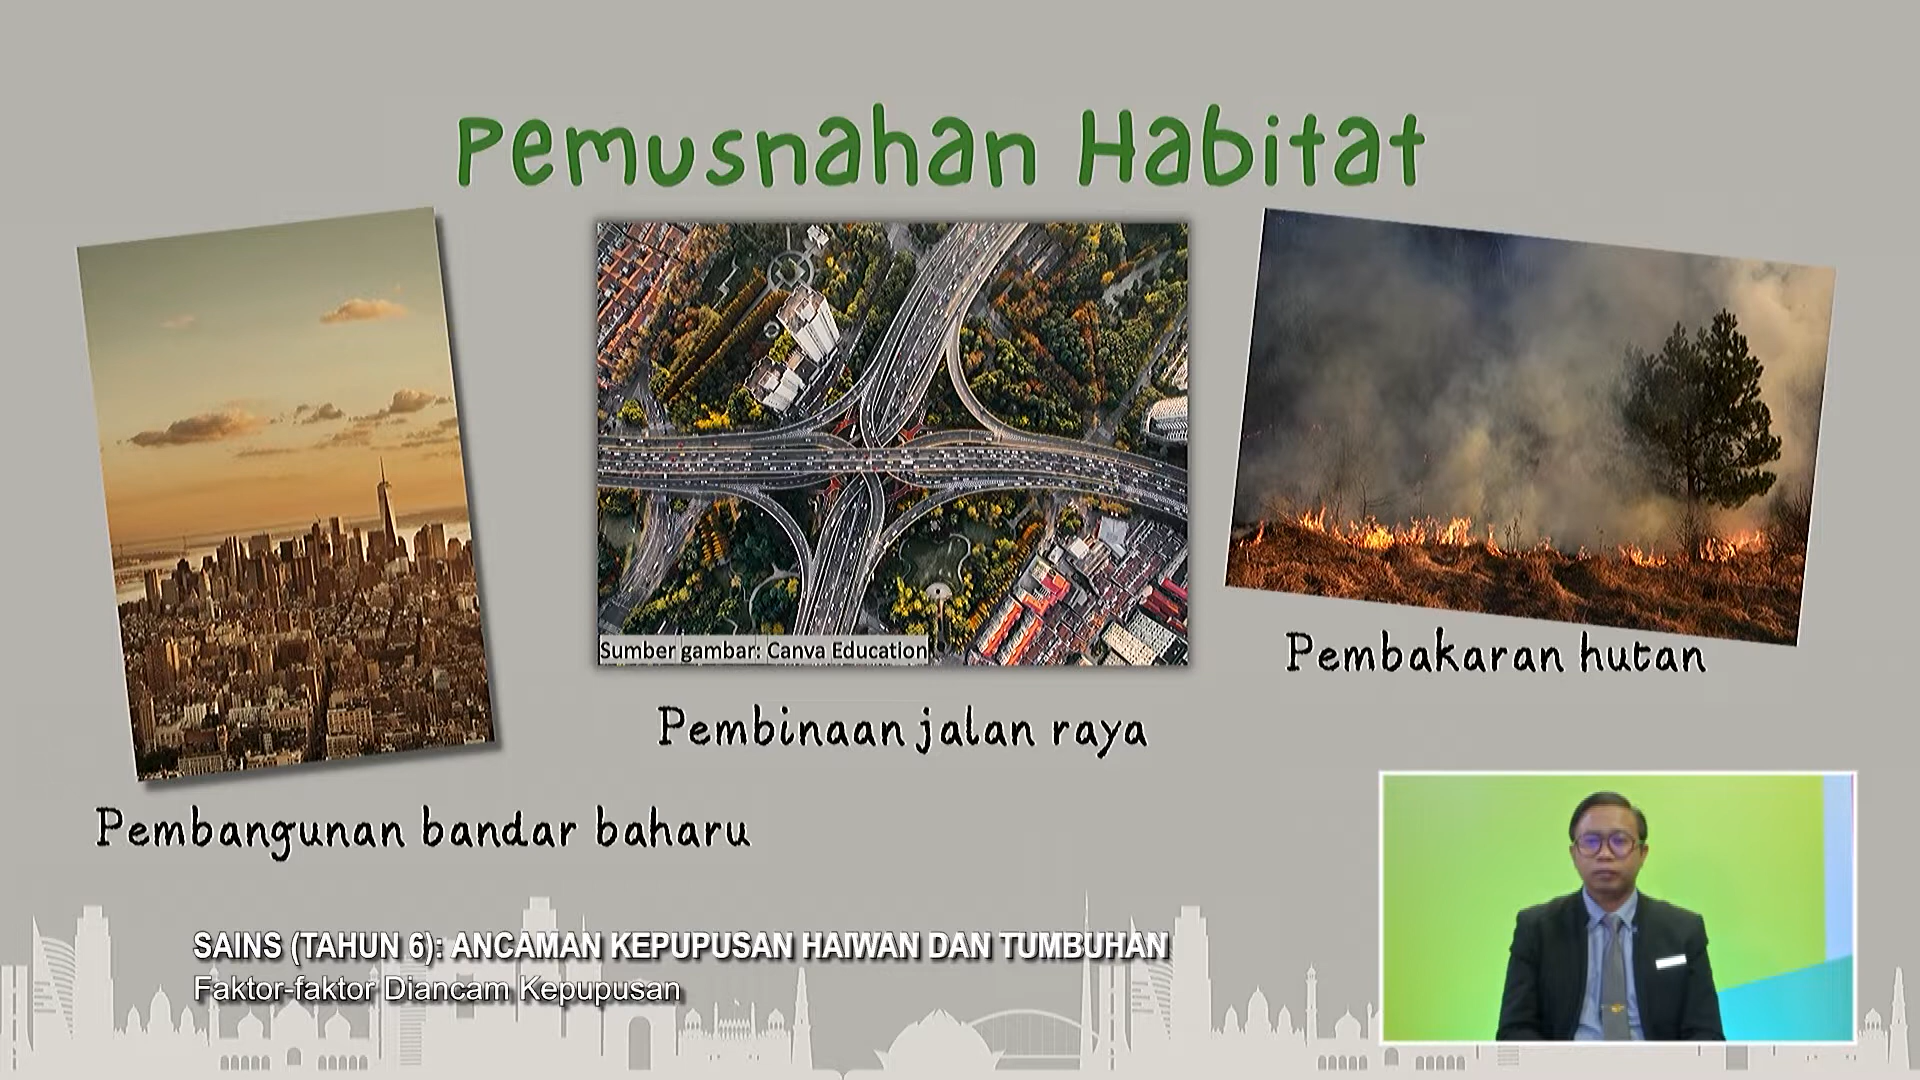 Pemusnahan Habitat
Sumber gambar: Canva Education
Pembakaran hutan
Pembinaan jalan raya
Pembangunan bandar baharu
SAINS (TAHUN 6): ANCAMAN KEPUPUSAN HAIWAN DAN TUMBUHAN
Faktor-faktor Diancam Kepupusan